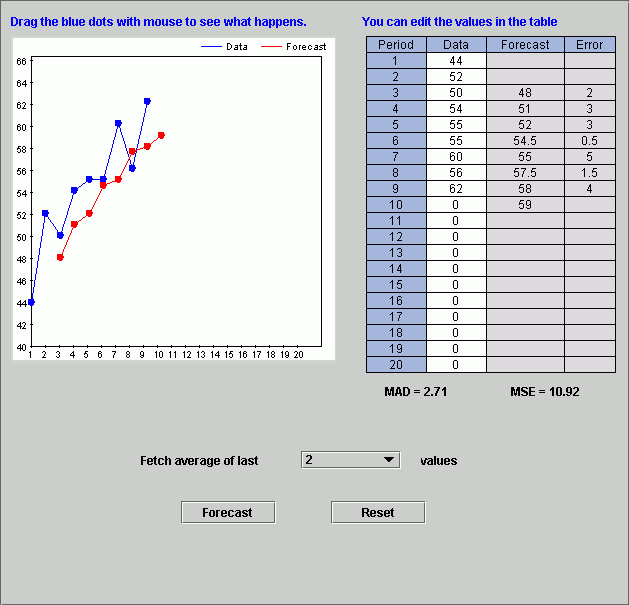 Drag the blue dots with mouse to see what happens.
You can edit the values in the table
Data Forecast
66
64
62
60
58
56
54
52
50
48
46
44
42
40
1 2 3 4 5 6 7 8 9 10 11 12 13 14 15 16 17 18 19 20
Period Data Forecast Error
1 44
2 52
3 50 48 2
4 54 51 3
5 55 52 3
6 55 54.5 0.5
7 60 55 5
8 56 57.5 1.5
9 62 58 4
10 0 59
11 0
12 0
13 0
14 0
15 0
16 0
17 0
18 0
19 0
20 0
MAD = 2.71 MSE = 10.92
Fetch average of last 2 values
Forecast Reset